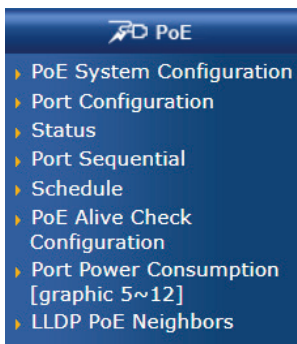 PoE
PoE System Configuration
Port Configuration
Status
Port Sequential
Schedule
PoE Alive Check
Configuration
Port Power Consumption
[graphic 5~12]
LLDP PoE Neighbors